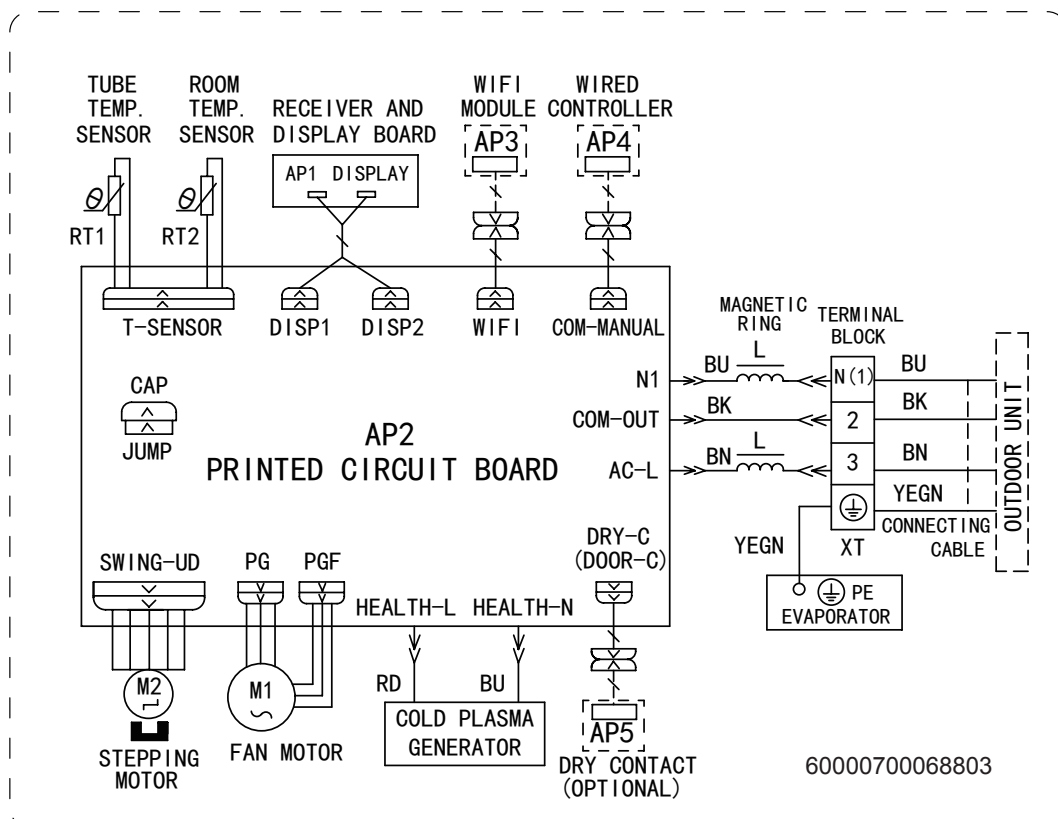 TUBE
TEMP.
SENSOR
ROOM
TEMP.
SENSOR
RECEIVER AND
DISPLAY BOARD
WIFI
MODULE
WIRED
CONTROLLER
AP3
AP4
AP1 DISPLAY
θ
RT1
θ
RT2
T-SENSOR
DISP1
DISP2
WIFI
COM-MANUAL
MAGNETIC
RING
TERMINAL
BLOCK
CAP
JUMP
AP2
PRINTED CIRCUIT BOARD
N1
BU
L
N(1)
BU
COM-OUT
BK
2
BK
AC-L
BN
L
3
BN
YEGN
CONNECTING
CABLE
OUTDOOR UNIT
XT
YEGN
PE
EVAPORATOR
SWING-UD
PG
PGF
HEALTH-L
HEALTH-N
DRY-C
(DOOR-C)
M2
STEPPING
MOTOR
M1
FAN MOTOR
RD
BU
COLD PLASMA
GENERATOR
AP5
DRY CONTACT
(OPTIONAL)
60000700068803